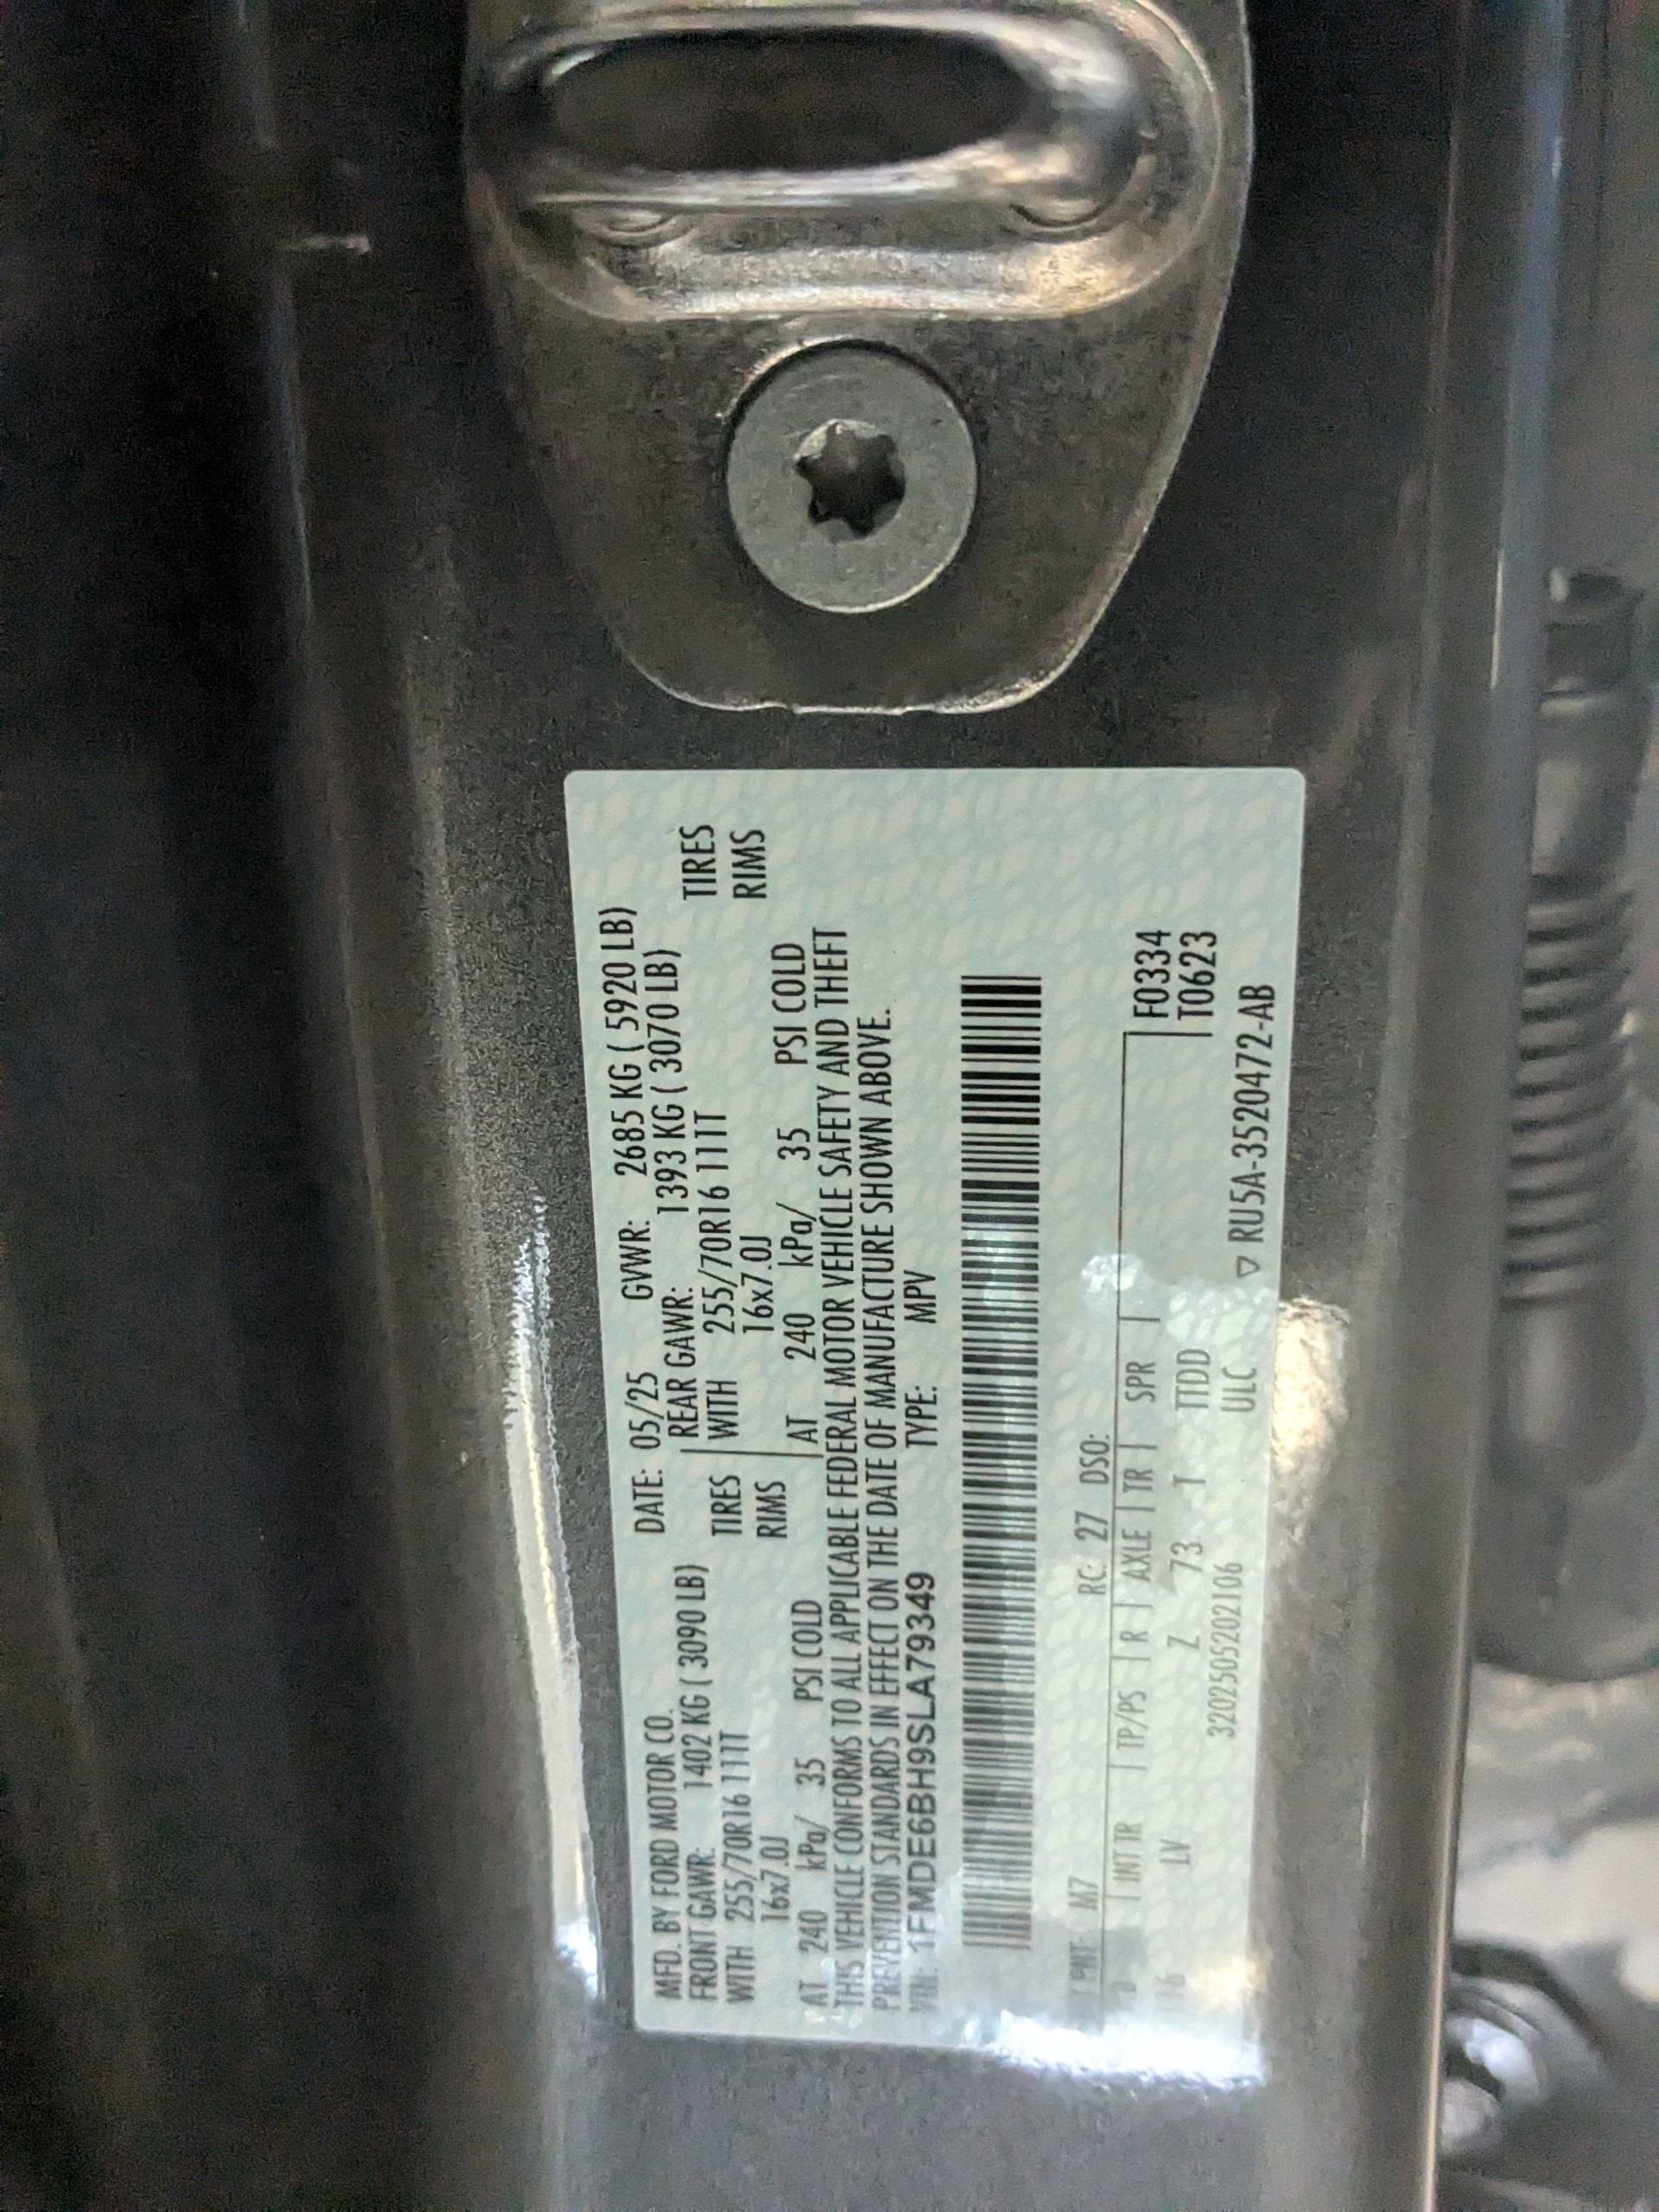 MFD. BY FORD MOTOR CO.
DATE: 05/25 GVWR: 2685 KG ( 5920 LB)
FRONT GAWR: 1402 KG ( 3090 LB) REAR GAWR: 1393 KG ( 3070 LB)
WITH 255/70R16 111T TIRES WITH 255/70R16 111T TIRES
16x7.0J RIMS 16x7.0J RIMS
AT 240 kPa/ 35 PSI COLD AT 240 kPa/ 35 PSI COLD
THIS VEHICLE CONFORMS TO ALL APPLICABLE FEDERAL MOTOR VEHICLE SAFETY AND THEFT
PREVENTION STANDARDS IN EFFECT ON THE DATE OF MANUFACTURE SHOWN ABOVE.
VIN: 1FMDE6BH9SLA79349 TYPE: MPV
PNT: M7 RC: 27 DSO:
INT TR TP/PS R AXLE TR SPR F0334
LV Z 73 T TTDD T0623
320250520210​6 ULC ▽ RU5A-3520472-AB